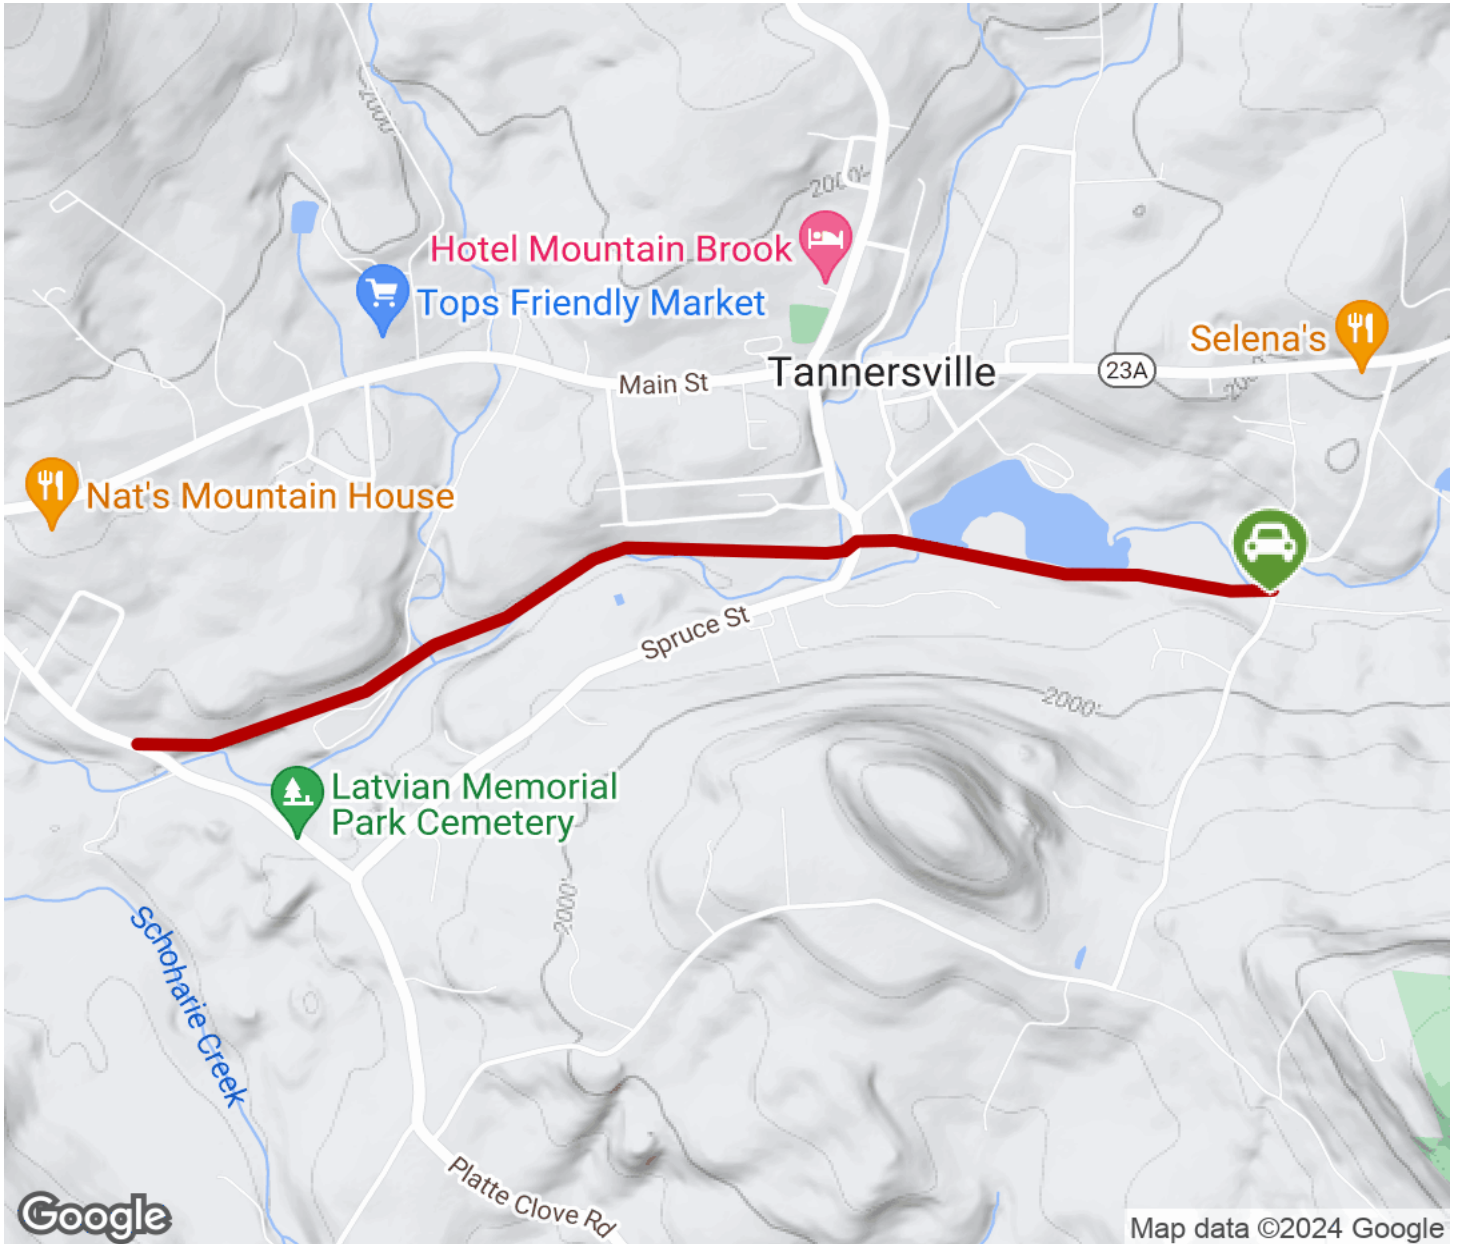 2000'
2000'
Hotel Mountain Brook
Tops Friendly Market
Selena's
Main St
Tannersville
23A
200
Nat's Mountain House
Spruce St
2000'
Latvian Memorial
Park Cemetery
2000'
Schoharie Creek
Platte Clove Rd
Google
Map data ©2024 Google